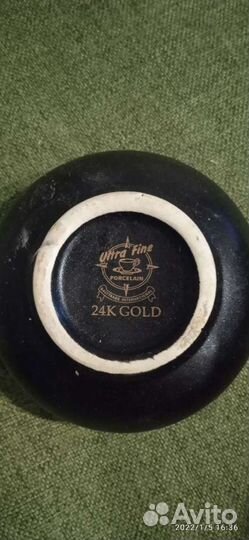 Ultra Fine
PORCELAIN
24K GOLD
2022/1/5 16:36
Avito